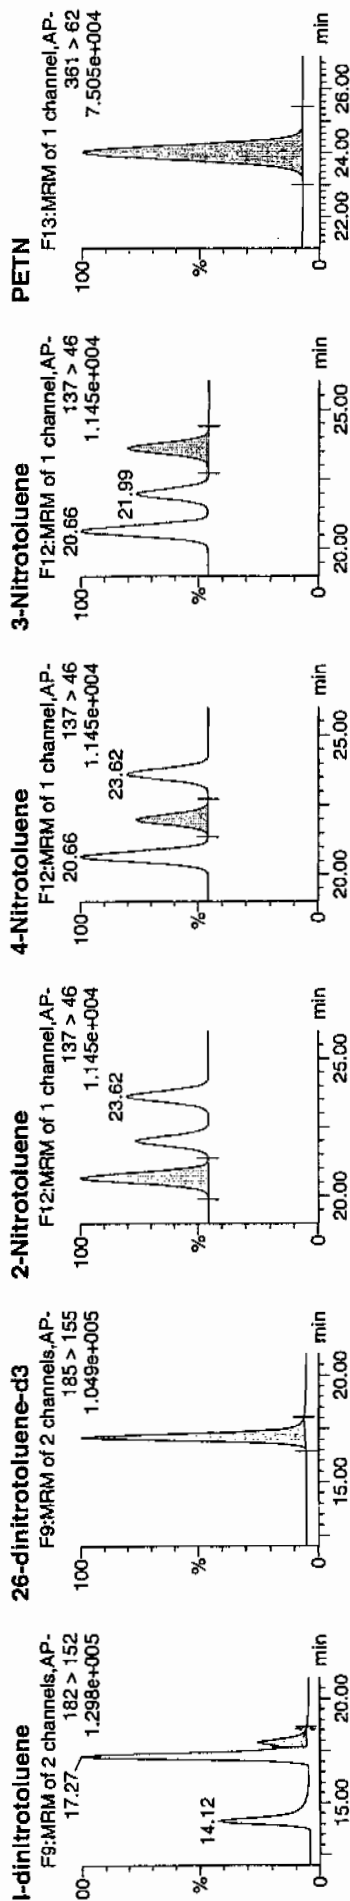 l-dinitrotoluene
F9:MRM of 2 channels,AP-
182 > 152
1.298e+005
17.27
14.12
00
%
0
15.00
20.00
min
26-dinitrotoluene-d3
F9:MRM of 2 channels,AP-
185 > 155
1.049e+005
100
%
0
15.00
20.00
min
2-Nitrotoluene
F12:MRM of 1 channel,AP-
137 > 46
1.145e+004
23.62
100
%
0
20.00
25.00
min
4-Nitrotoluene
F12:MRM of 1 channel,AP-
137 > 46
1.145e+004
20.66
23.62
100
%
0
20.00
25.00
min
3-Nitrotoluene
F12:MRM of 1 channel,AP-
137 > 46
1.145e+004
20.66
21.99
100
%
0
20.00
25.00
min
PETN
F13:MRM of 1 channel,AP-
361 > 62
7.505e+004
100
%
0
22.00
24.00
26.00
min